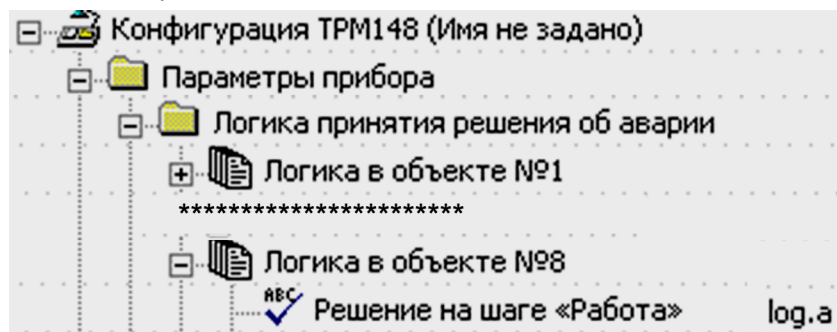 Конфигурация ТРМ148 (Имя не задано)
Параметры прибора
Логика принятия решения об аварии
Логика в объекте №1
***********************
Логика в объекте №8
ABC Решение на шаге «Работа» log.a